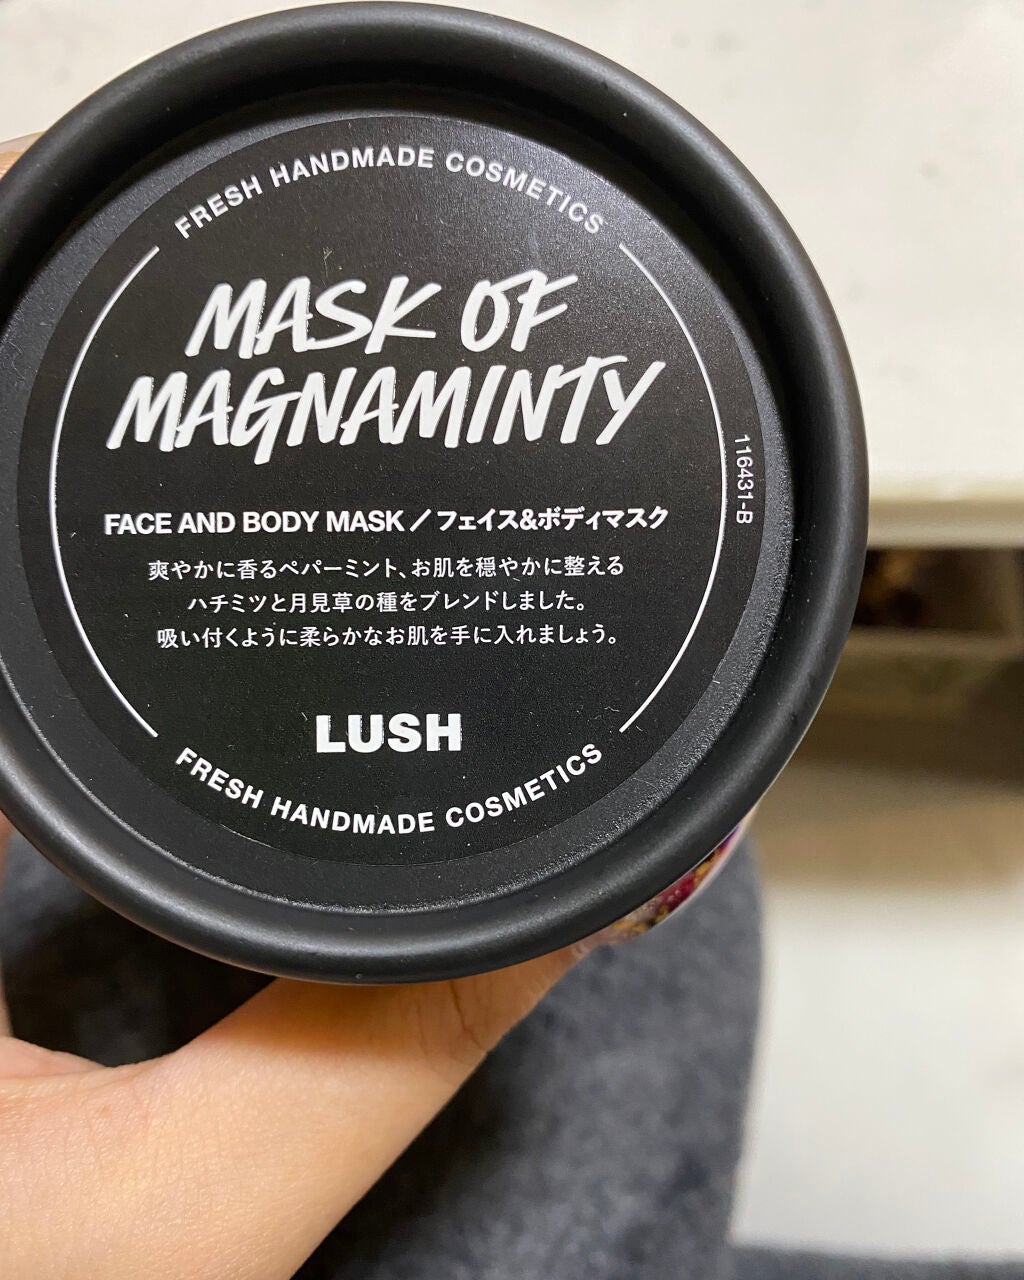 FRESH HANDMADE COSMETICS
MASK OF
MAGNAMINTY
FACE AND BODY MASK／フェイス&ボディマスク
爽やかに香るペパーミント、お肌を穏やかに整える
ハチミツと月見草の種をブレンドしました。
吸い付くように柔らかなお肌を手に入れましょう。
LUSH
FRESH HANDMADE COSMETICS
116431-B